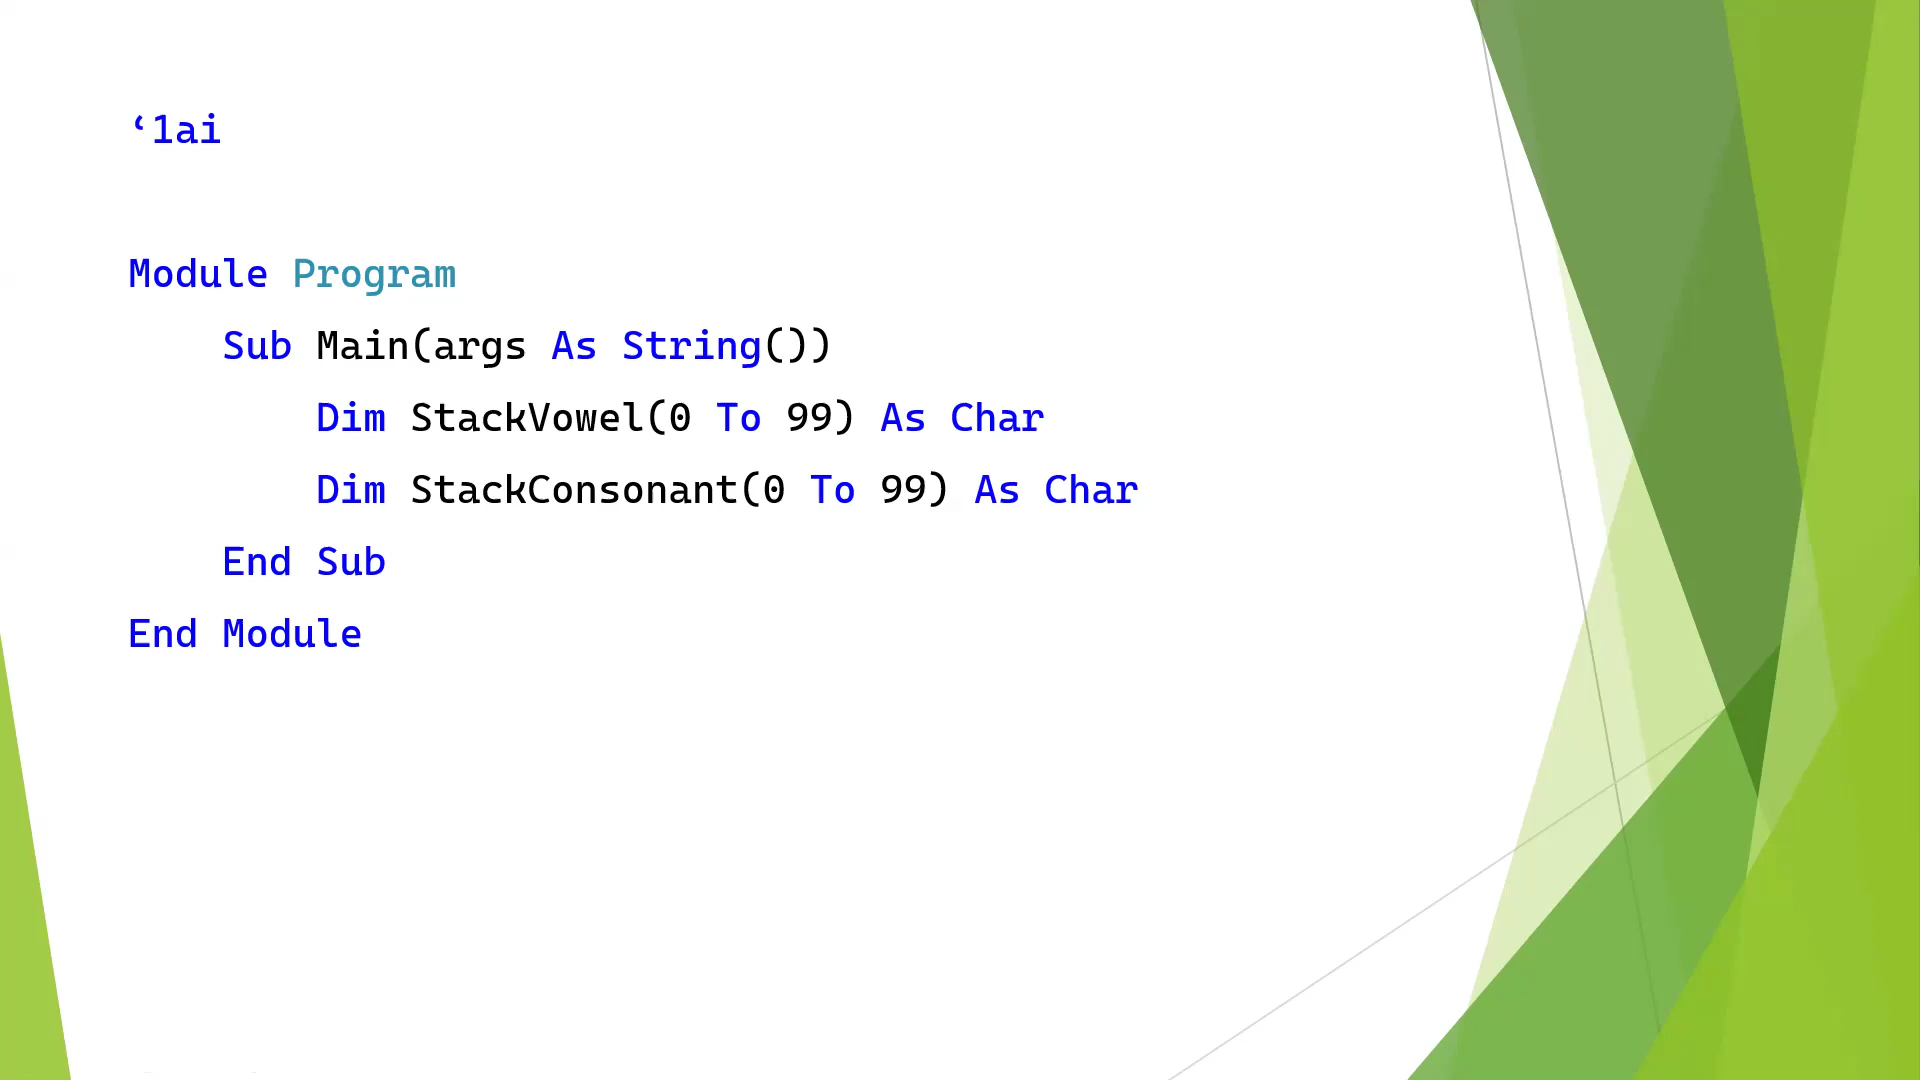 ‘1ai
Module Program
Sub Main(args As String())
Dim StackVowel(0 To 99) As Char
Dim StackConsonant(0 To 99) As Char
End Sub
End Module